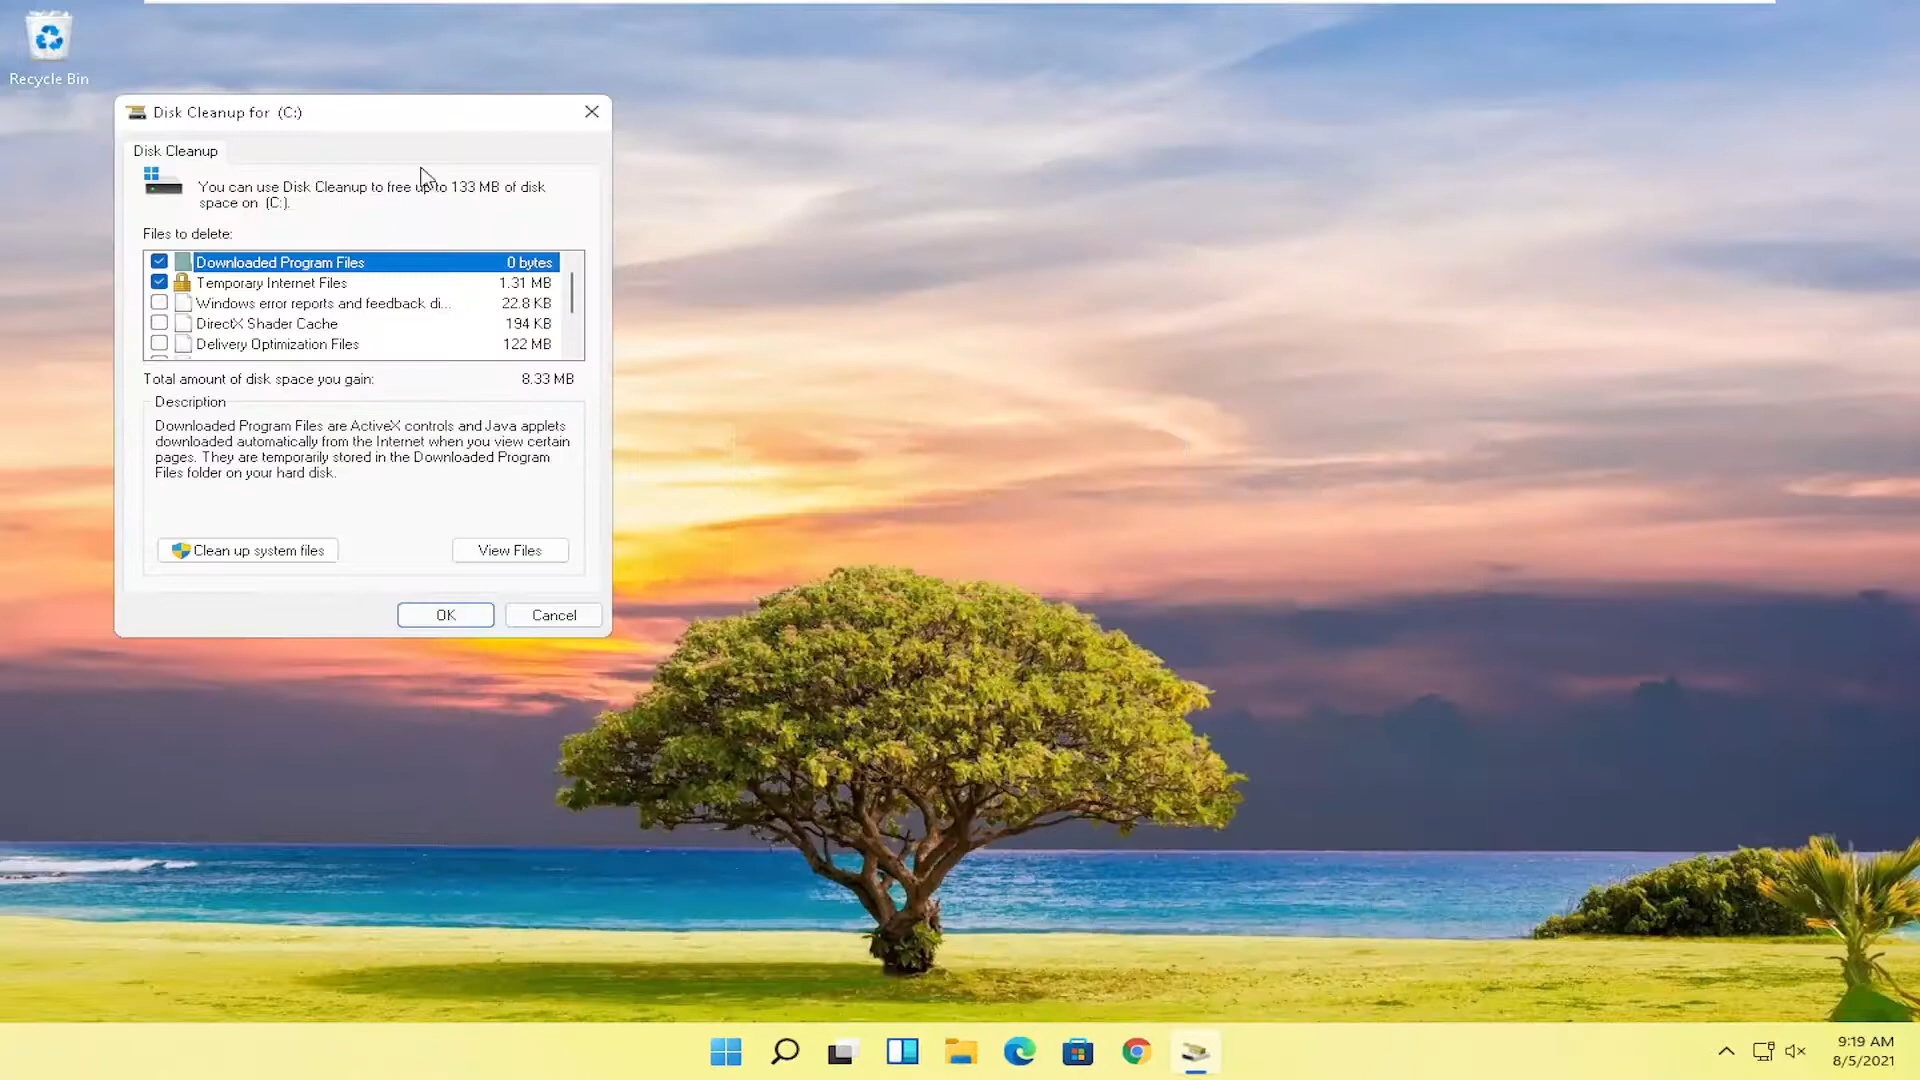 Recycle Bin
Disk Cleanup for (C:)
Disk Cleanup
You can use Disk Cleanup to free up to 133 MB of disk
space on (C:).
Files to delete:
Downloaded Program Files 0 bytes
Temporary Internet Files 1.31 MB
Windows error reports and feedback di... 22.8 KB
DirectX Shader Cache 194 KB
Delivery Optimization Files 122 MB
Total amount of disk space you gain: 8.33 MB
Description
Downloaded Program Files are ActiveX controls and Java applets
downloaded automatically from the Internet when you view certain
pages. They are temporarily stored in the Downloaded Program
Files folder on your hard disk.
Clean up system files View Files
OK Cancel
9:19 AM
8/5/2021